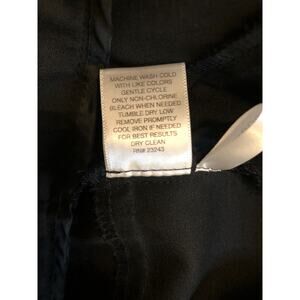 MACHINE WASH COLD
WITH LIKE COLORS
GENTLE CYCLE
ONLY NON-CHLORINE
BLEACH WHEN NEEDED
TUMBLE DRY LOW
REMOVE PROMPTLY
COOL IRON IF NEEDED
FOR BEST RESULTS
DRY CLEAN
RN# 23243